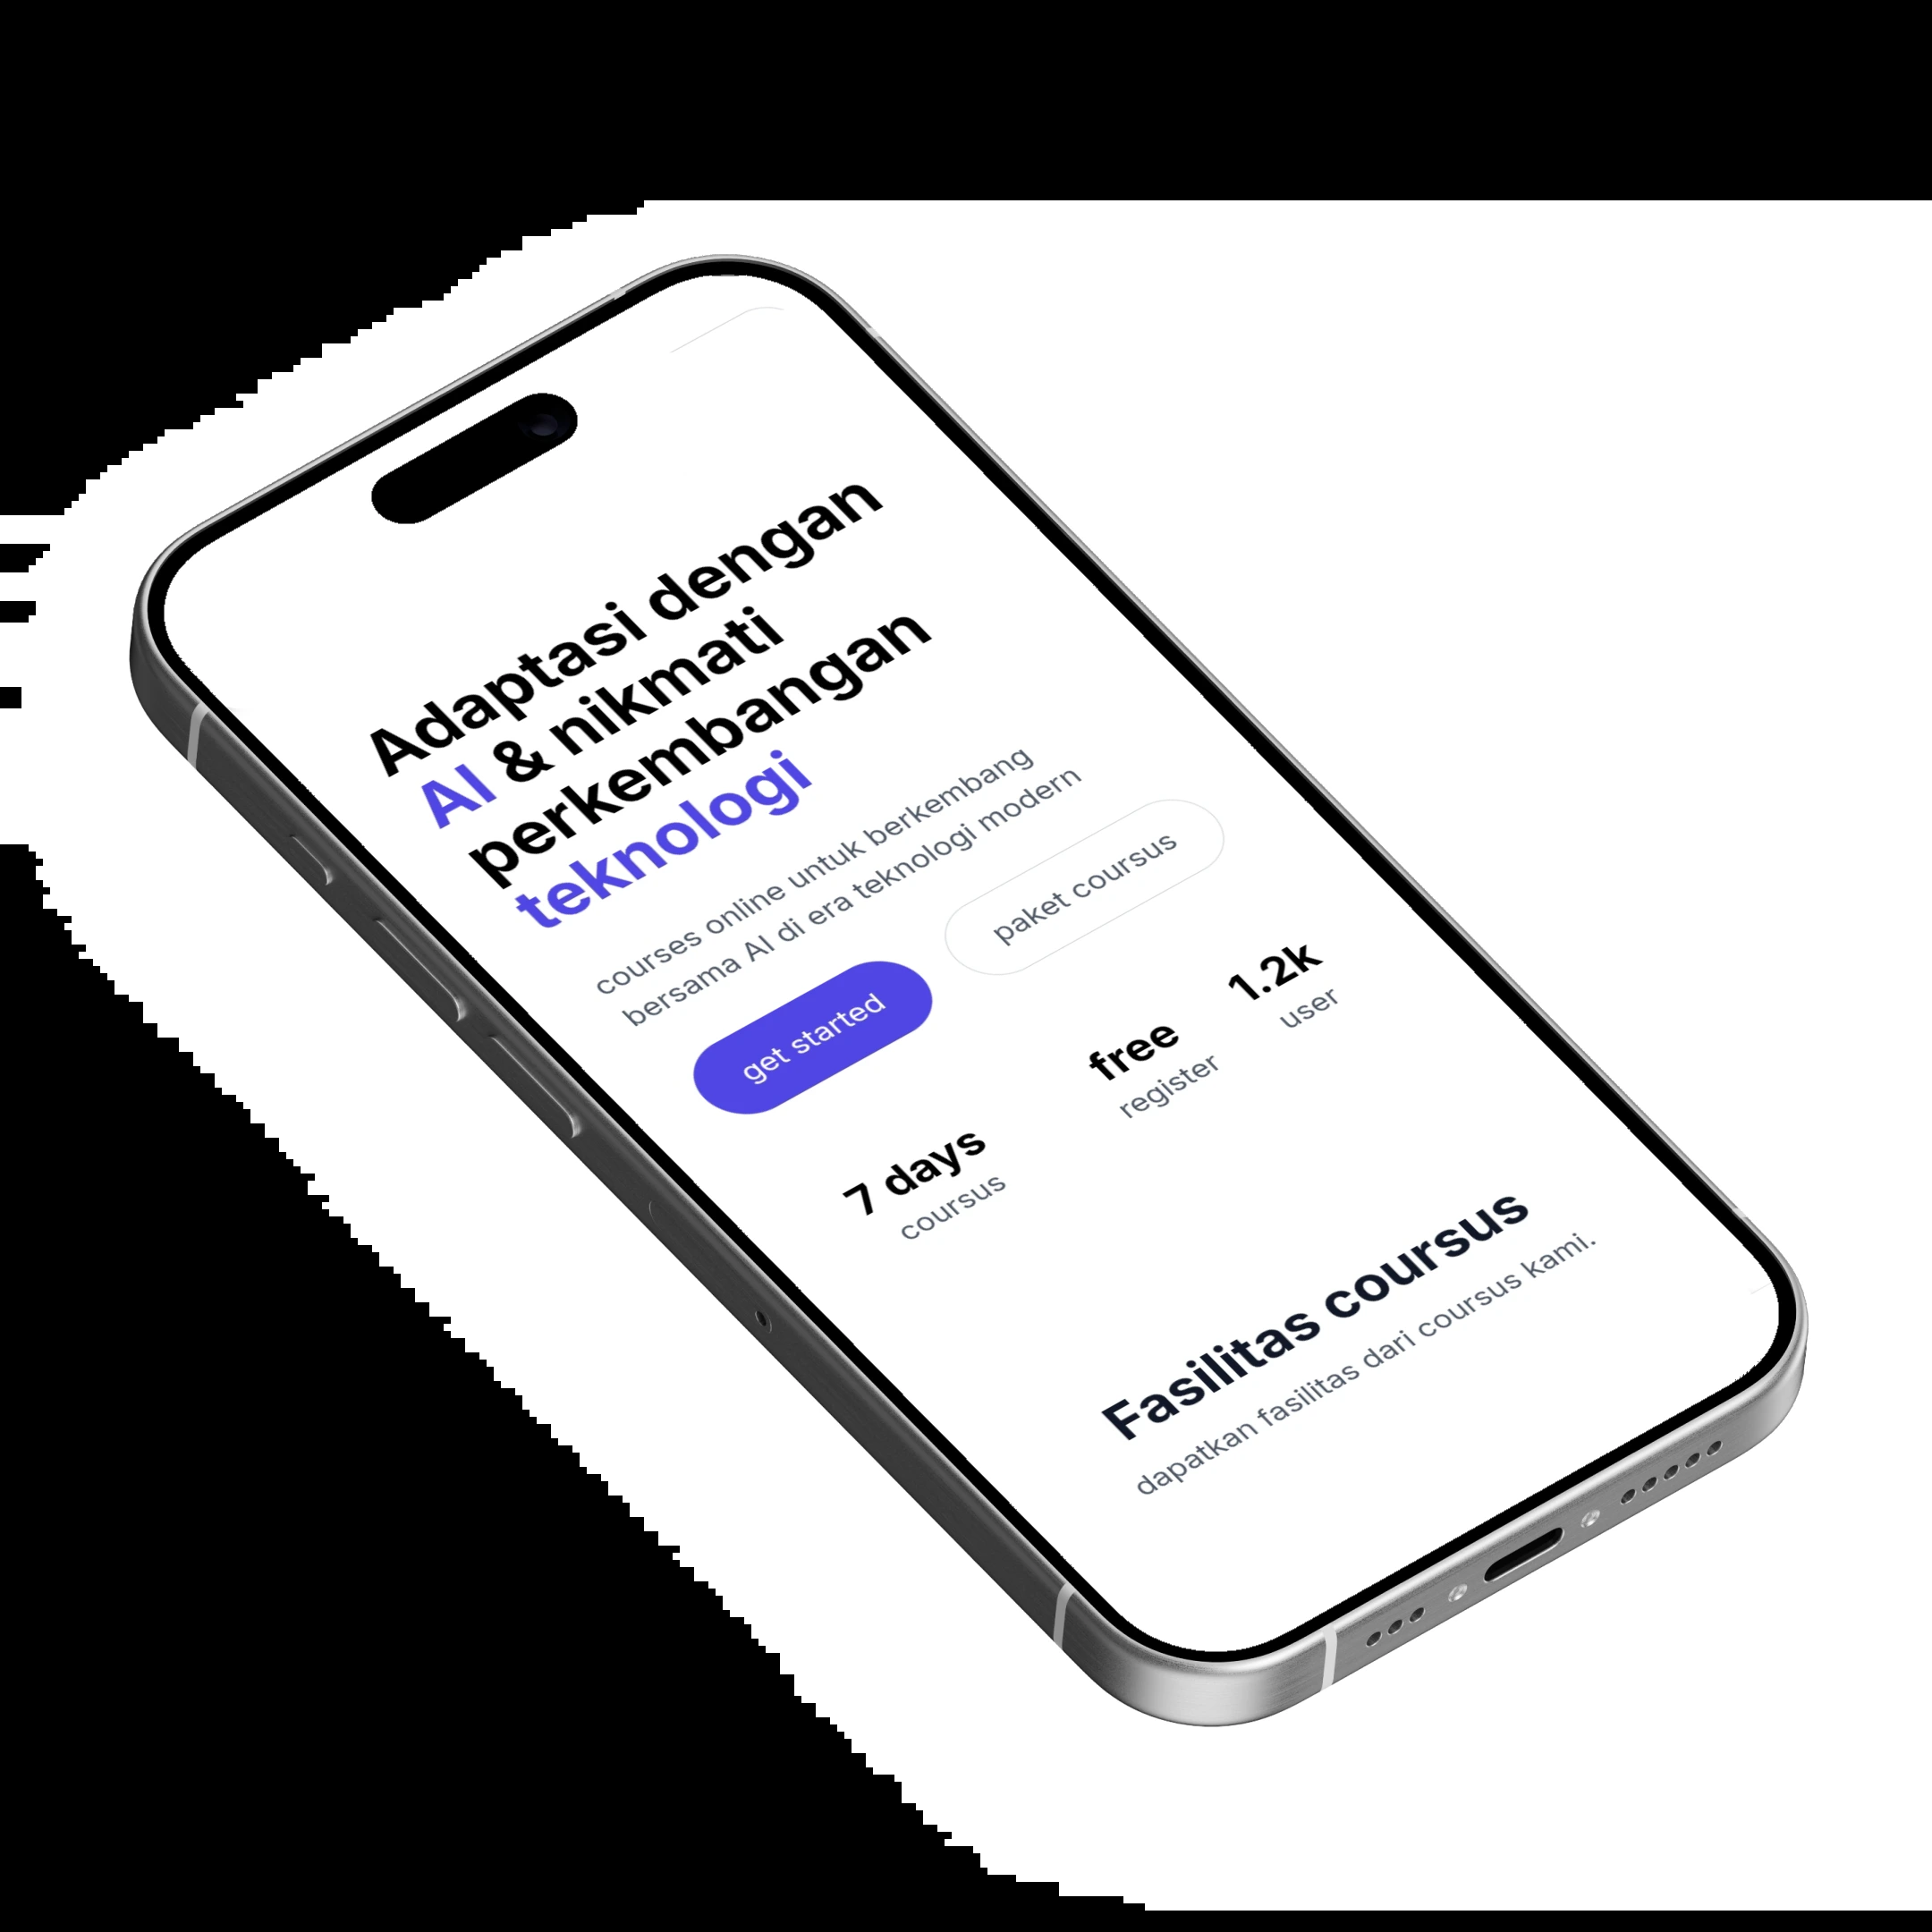 Adaptasi dengan
AI & nikmati
perkembangan
teknologi
courses online untuk berkembang
bersama AI di era teknologi modern
get started
paket coursus
7 days
coursus
free
register
1.2k
user
Fasilitas coursus
dapatkan fasilitas dari coursus kami.